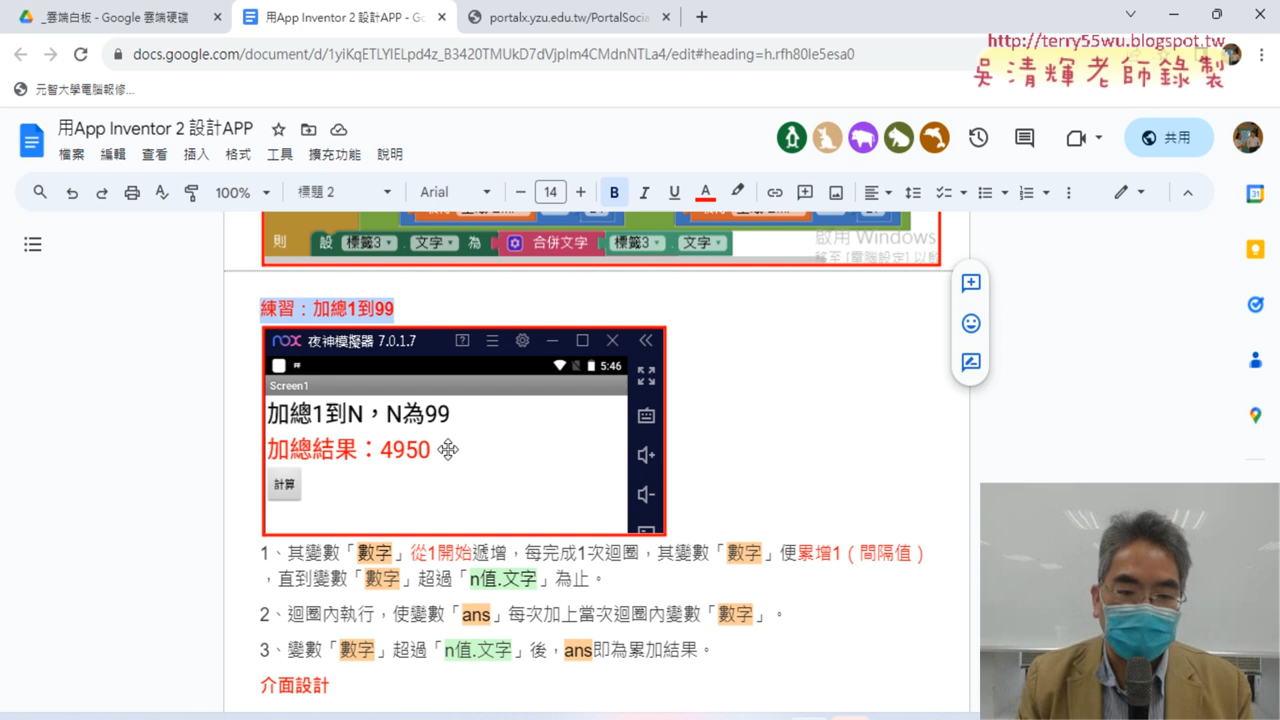 _雲端白板 - Google 雲端硬碟
用App Inventor 2 設計APP - Go
portalx.yzu.edu.tw/PortalSocia
docs.google.com/document/d/1yiKqETLYlELpd4z_B3420TMUkD7dVjpIm4CMdnNTLa4/edit#heading=h.rfh80le5esa0
http://terry55wu.blogspot.tw
吳清輝老師錄製
元智大學電腦報修...
用App Inventor 2 設計APP
共用
檔案 編輯 查看 插入 格式 工具 擴充功能 說明
100% 標題 2 Arial 14 B I U A
則 設 標籤3 . 文字 為 合併文字 標籤3 . 文字
啟用 Windows
練習：加總1到99
nox 夜神模擬器 7.0.1.7
5:46
Screen1
加總1到N，N為99
加總結果：4950
計算
1、其變數「數字」從1開始遞增，每完成1次迴圈，其變數「數字」便累增1（間隔值）
，直到變數「數字」超過「n值.文字」為止。
2、迴圈內執行，使變數「ans」每次加上當次迴圈內變數「數字」。
3、變數「數字」超過「n值.文字」後，ans即為累加結果。
介面設計